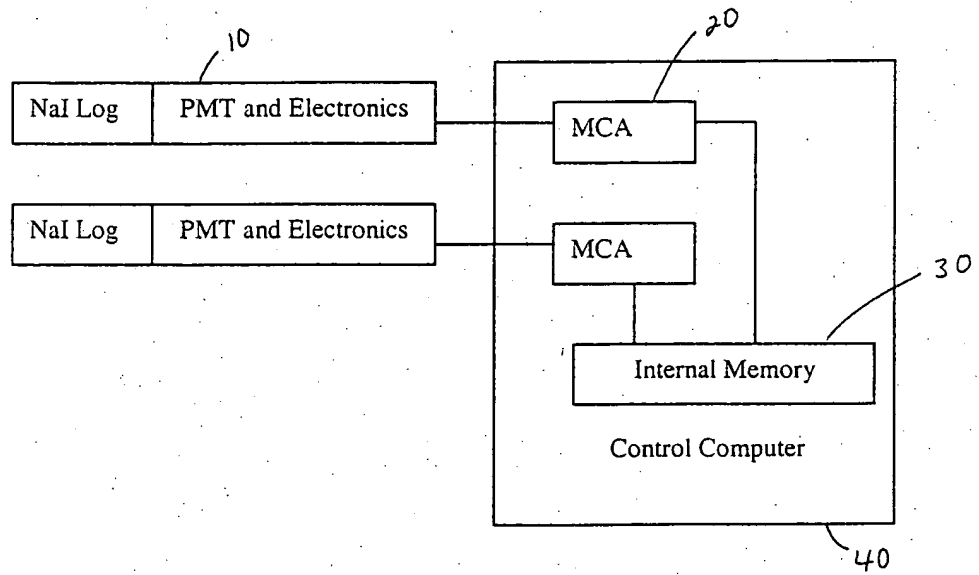 10
20
NaI Log PMT and Electronics
MCA
NaI Log PMT and Electronics
MCA
30
Internal Memory
Control Computer
40